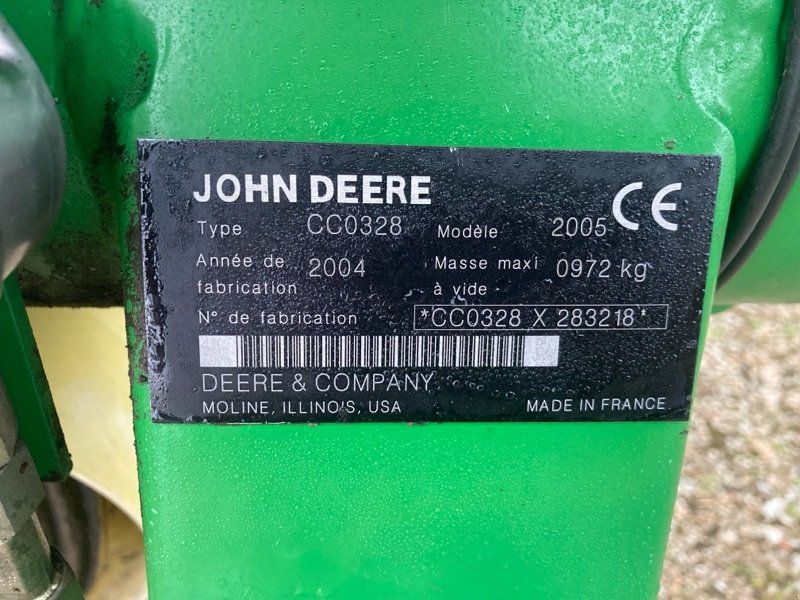 JOHN DEERE
CE
Type CC0328 Modèle 2005
Année de fabrication 2004 Masse maxi à vide 0972 kg
N° de fabrication *CC0328 X 283218*
DEERE & COMPANY
MOLINE, ILLINOIS, USA MADE IN FRANCE